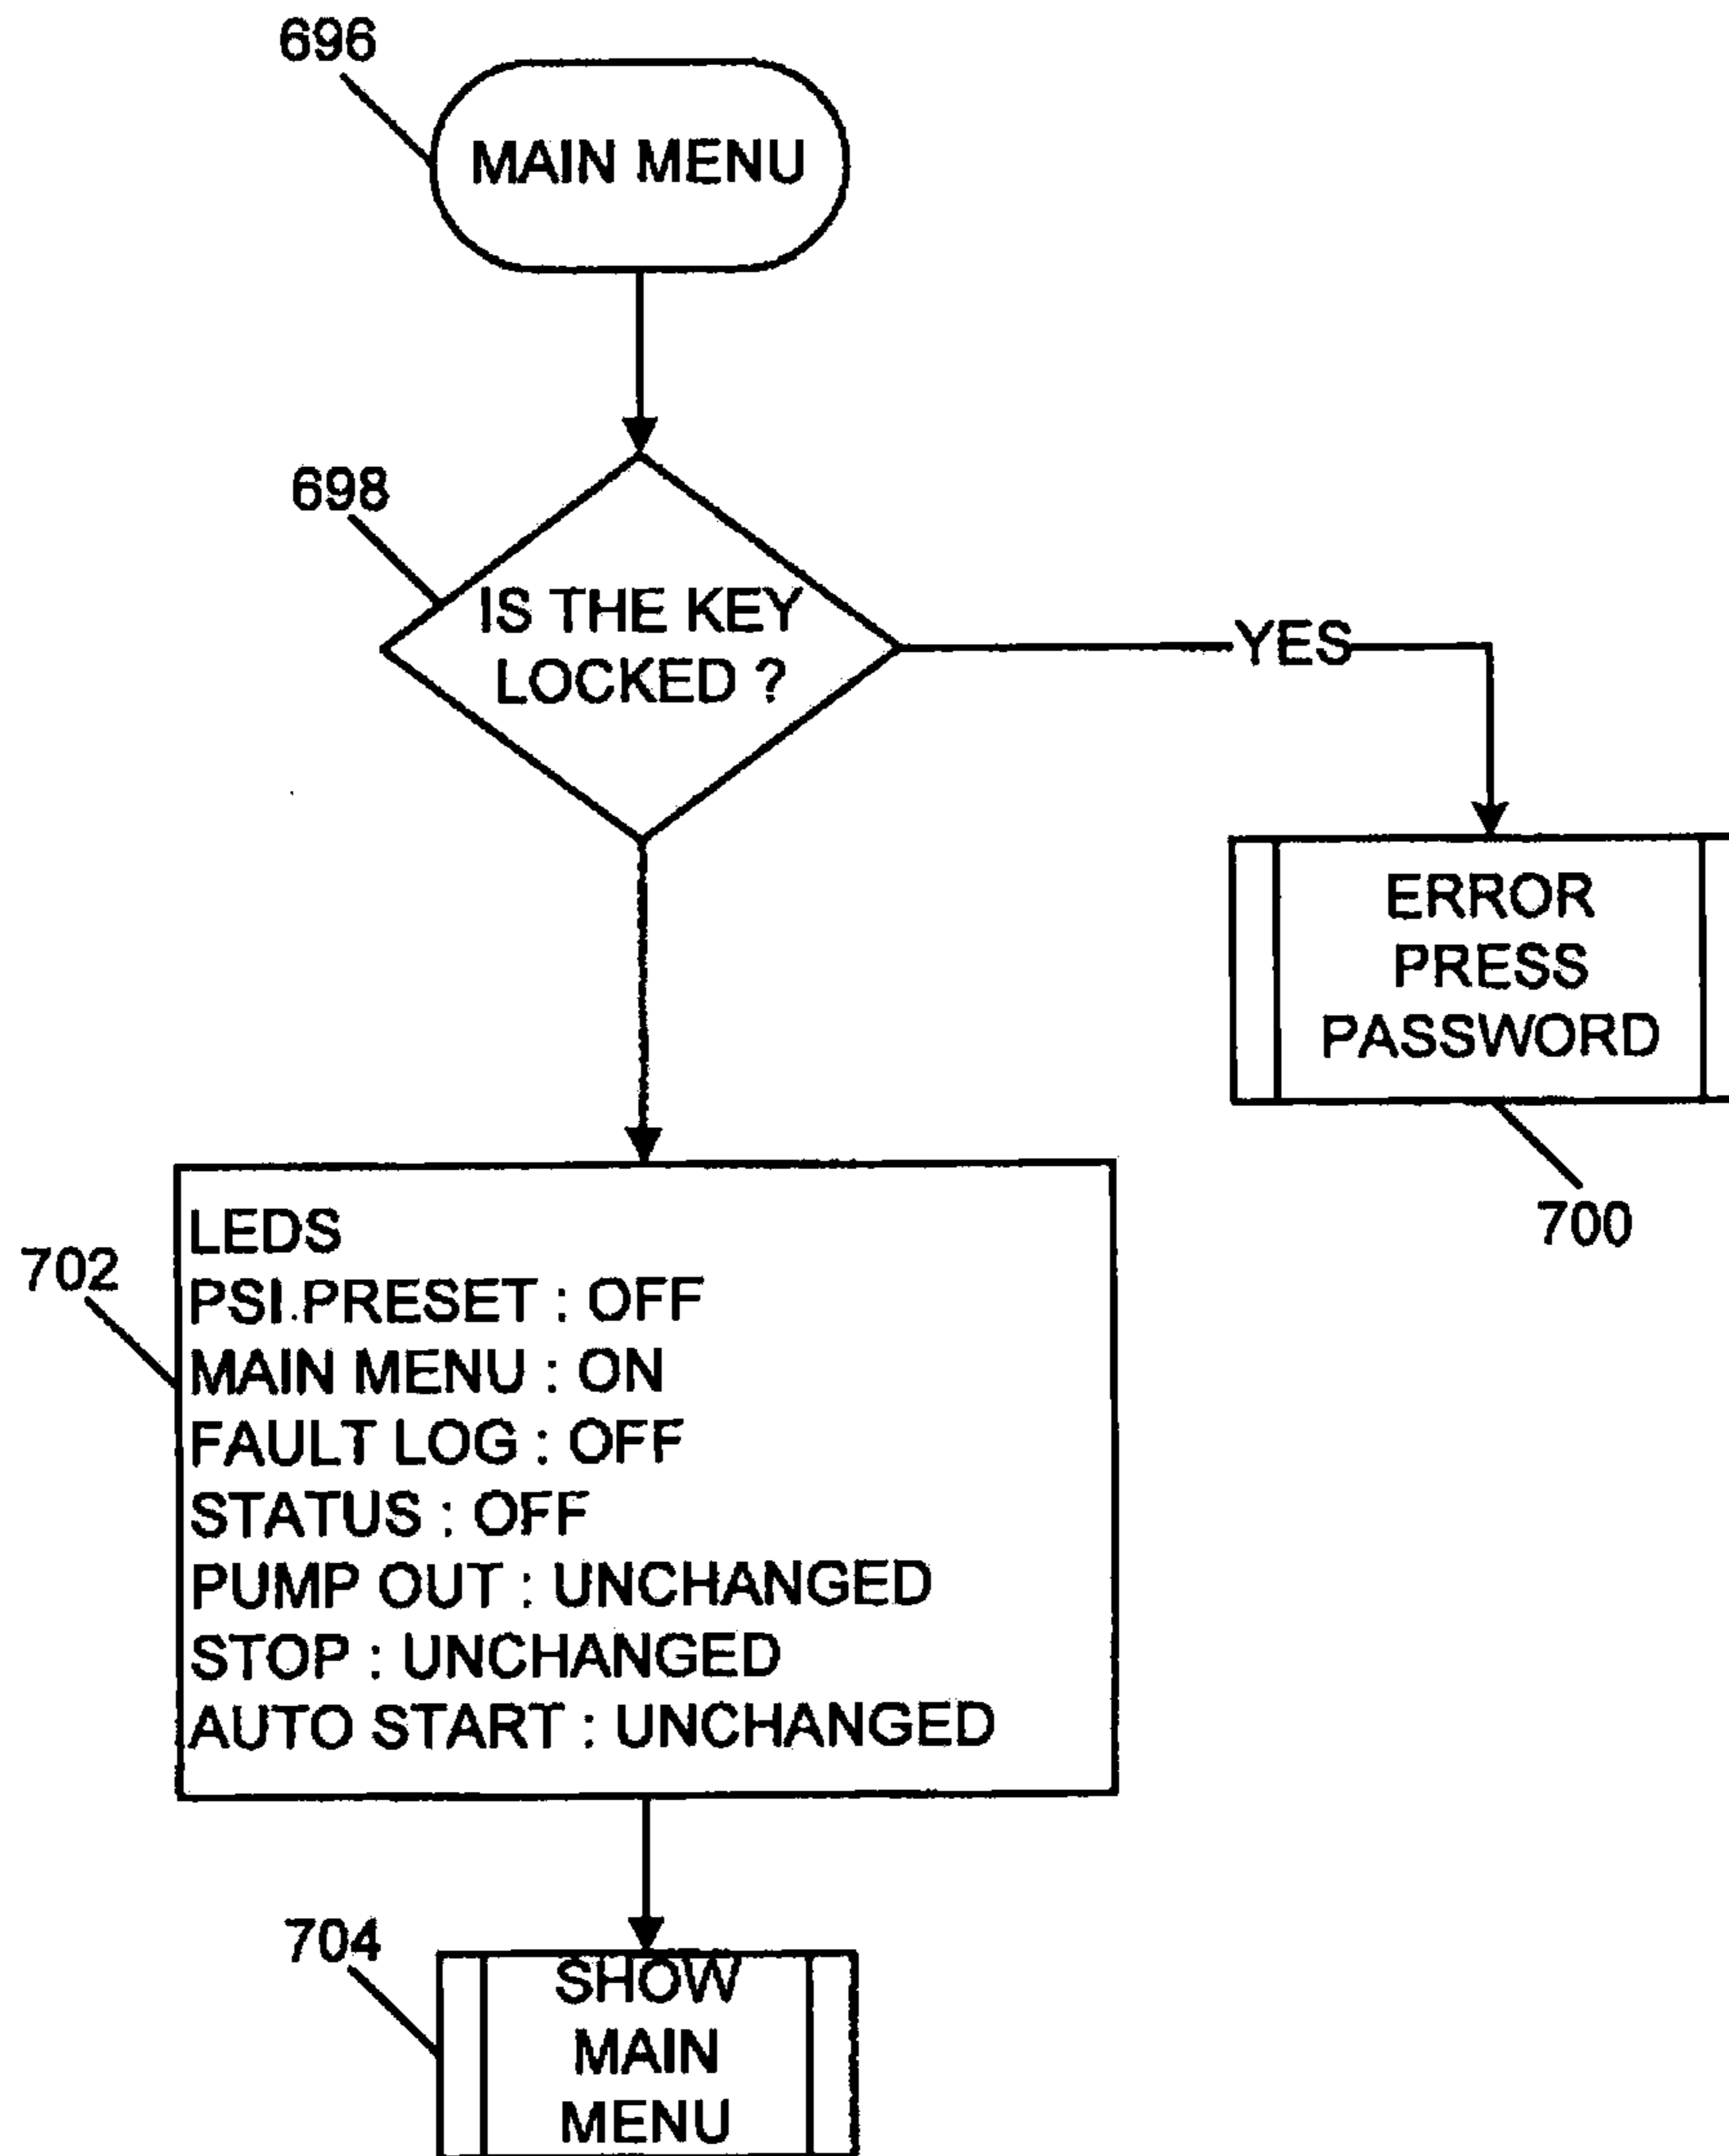 696
MAIN MENU
698
IS THE KEY
LOCKED ?
YES
ERROR
PRESS
PASSWORD
700
702
LEDS
PSI.PRESET : OFF
MAIN MENU : ON
FAULT LOG : OFF
STATUS : OFF
PUMP OUT : UNCHANGED
STOP : UNCHANGED
AUTO START : UNCHANGED
704
SHOW
MAIN
MENU